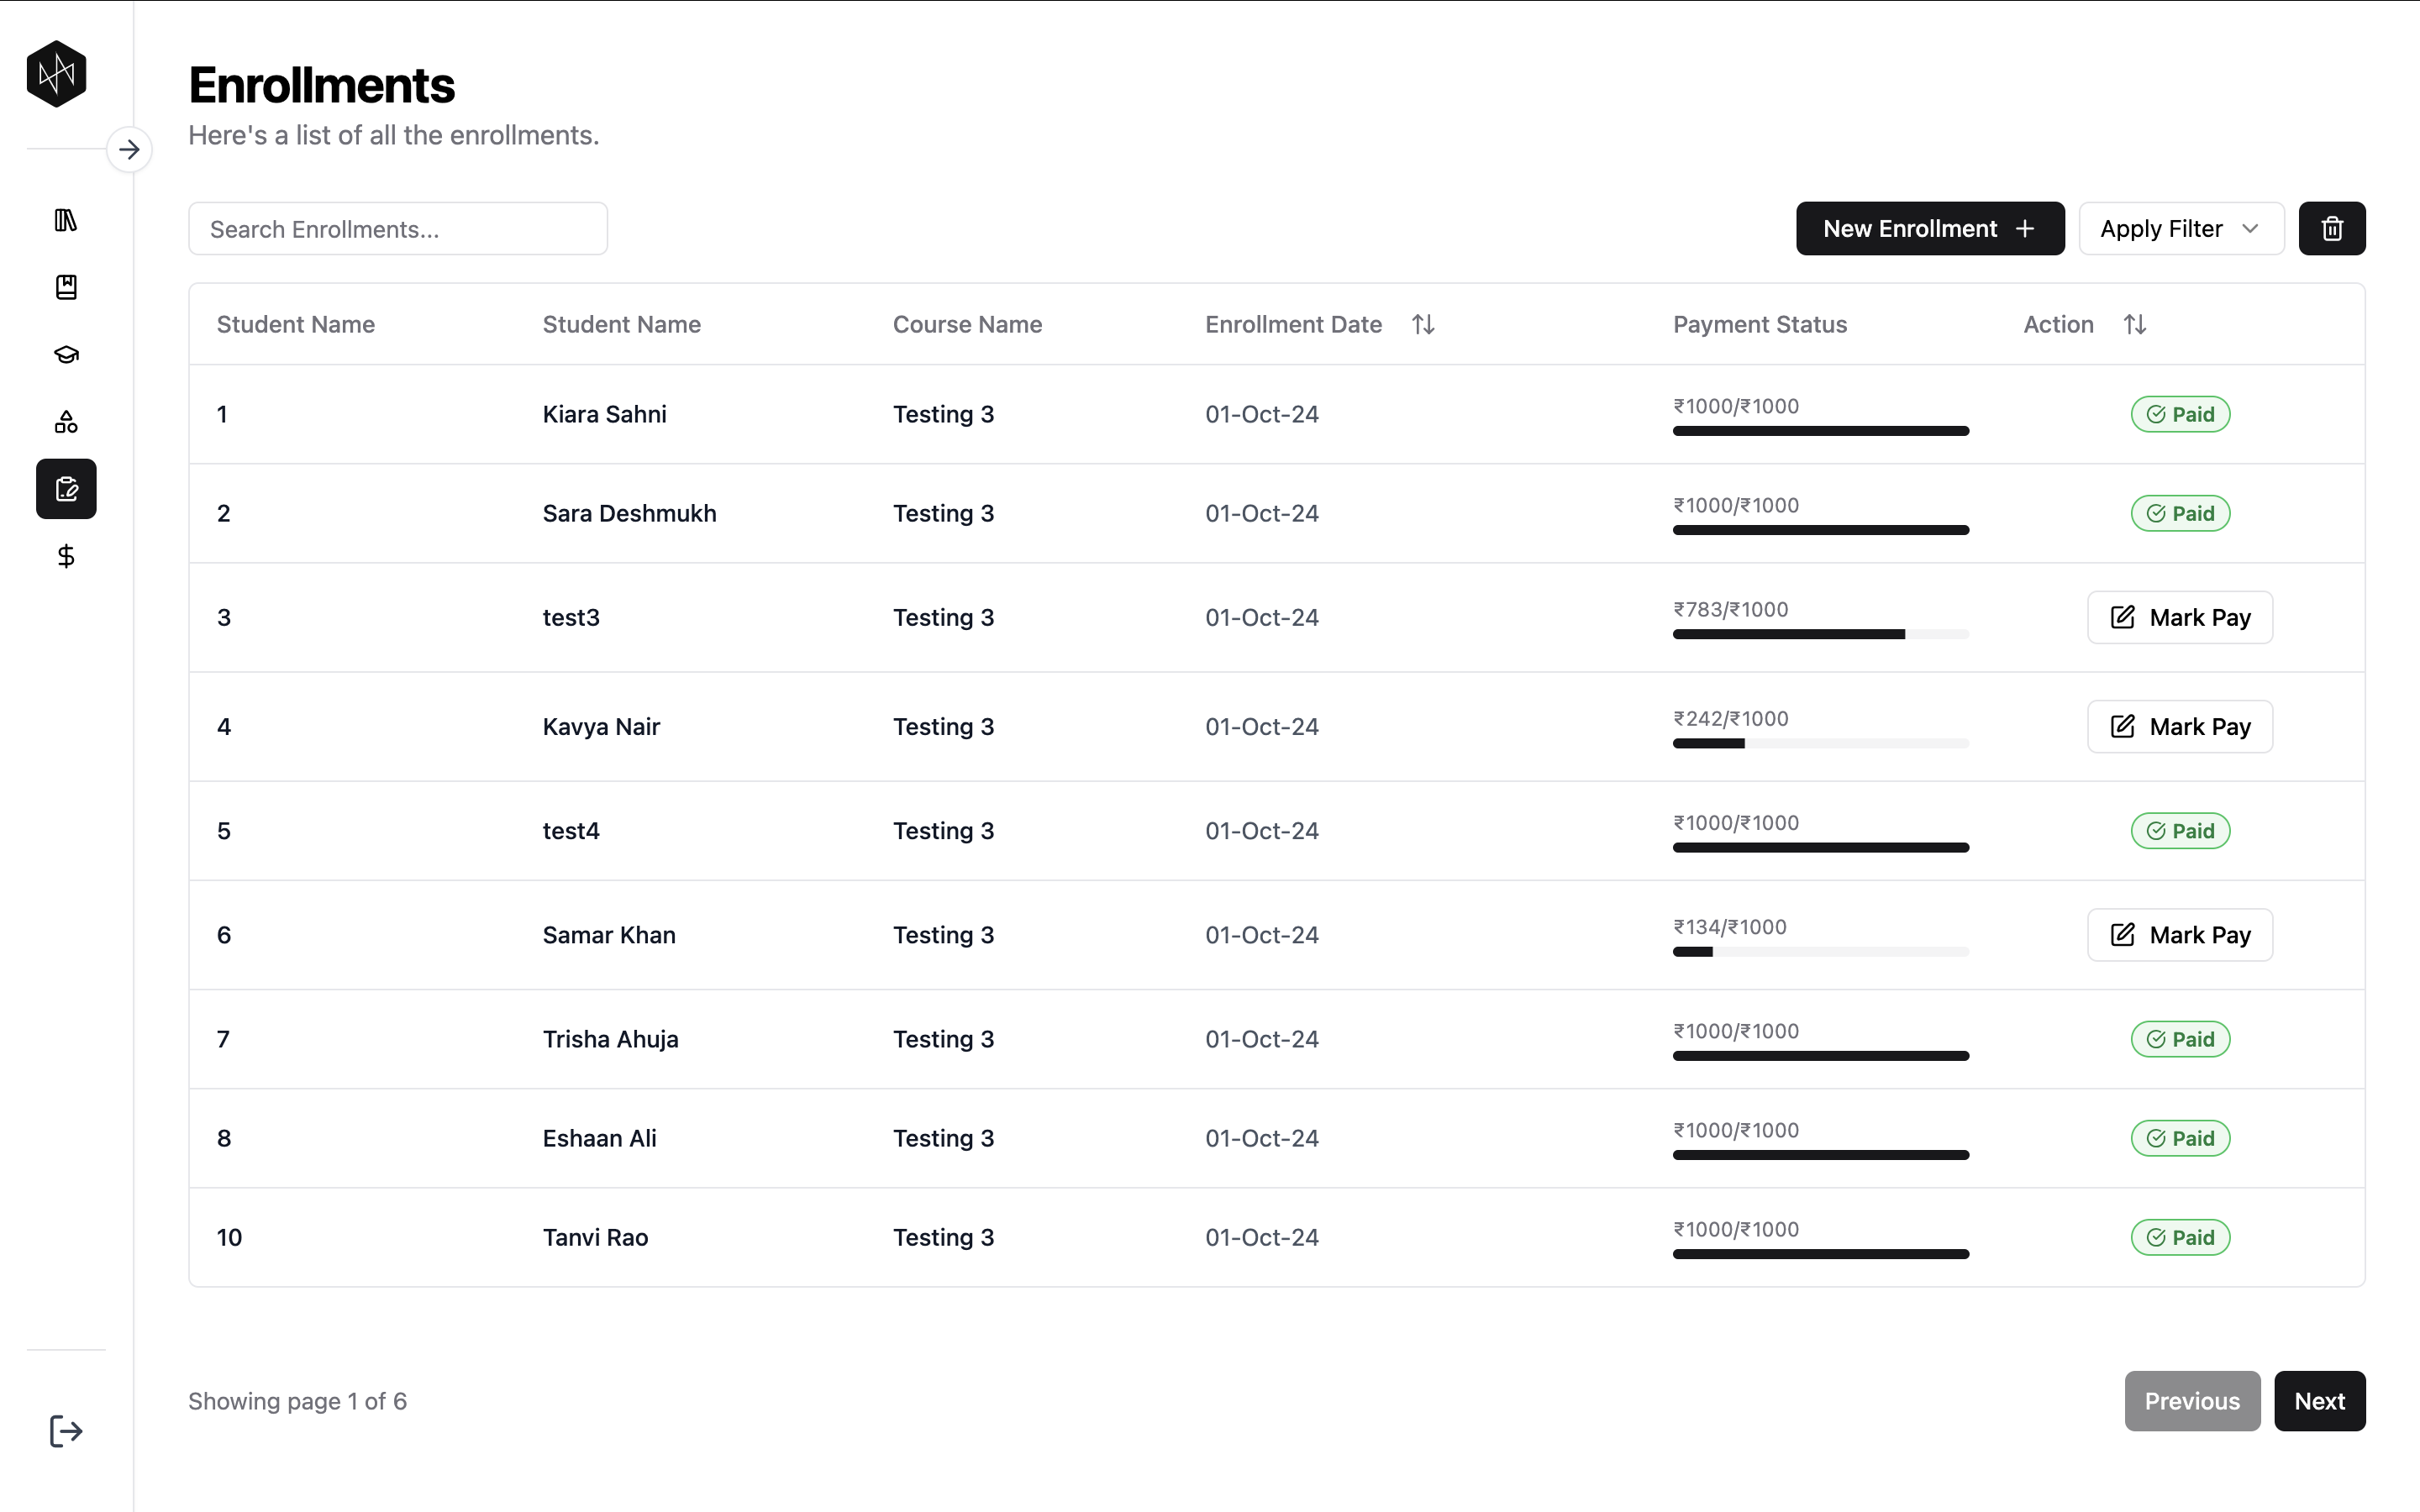 Enrollments
Here's a list of all the enrollments.
Search Enrollments...
New Enrollment
Apply Filter
Student Name Student Name Course Name Enrollment Date Payment Status Action
1 Kiara Sahni Testing 3 01-Oct-24 ₹1000/₹1000 Paid
2 Sara Deshmukh Testing 3 01-Oct-24 ₹1000/₹1000 Paid
3 test3 Testing 3 01-Oct-24 ₹783/₹1000 Mark Pay
4 Kavya Nair Testing 3 01-Oct-24 ₹242/₹1000 Mark Pay
5 test4 Testing 3 01-Oct-24 ₹1000/₹1000 Paid
6 Samar Khan Testing 3 01-Oct-24 ₹134/₹1000 Mark Pay
7 Trisha Ahuja Testing 3 01-Oct-24 ₹1000/₹1000 Paid
8 Eshaan Ali Testing 3 01-Oct-24 ₹1000/₹1000 Paid
10 Tanvi Rao Testing 3 01-Oct-24 ₹1000/₹1000 Paid
Showing page 1 of 6
Previous
Next